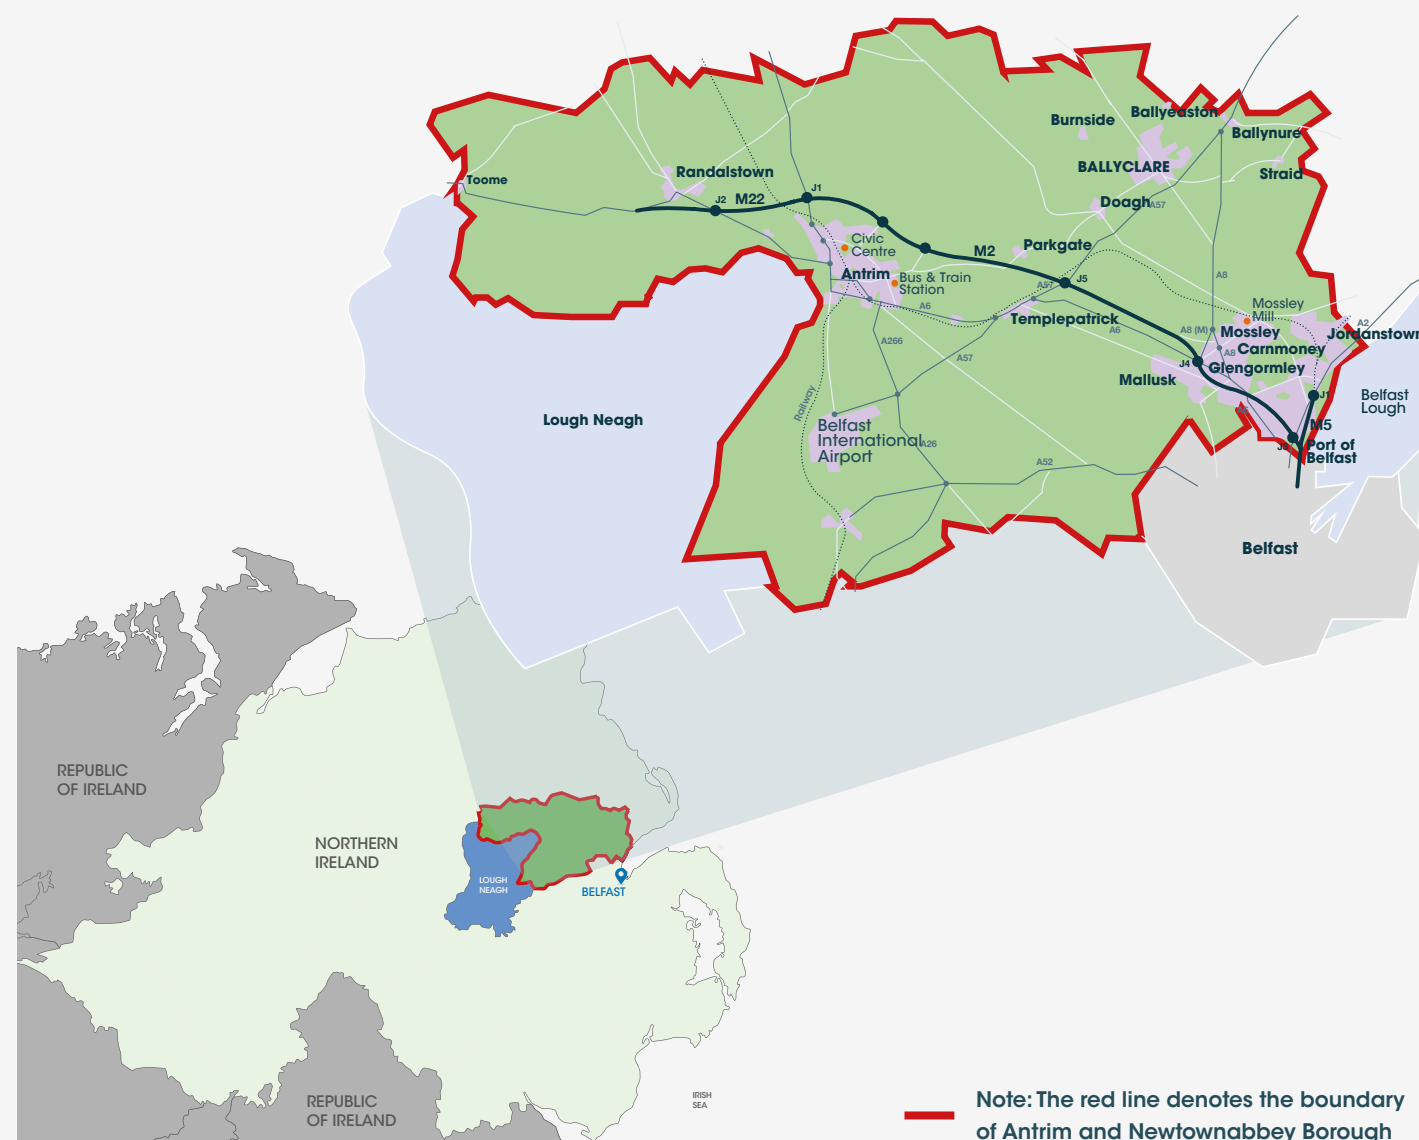 Ballyeaston
Burnside
Ballynure
BALLYCLARE
Straid
Randalstown
Toome
J1
J2
M22
Doagh
A57
Civic
Centre
Parkgate
M2
Antrim
Bus & Train
Station
A8
J5
A57
A6
Templepatrick
Mossley
Mill
A2
A6
A8 (M)
Mossley
Jordanstown
A266
A8
Carnmoney
A57
J4
Glengormley
Mallusk
J1
Belfast
Lough
Railway
Lough Neagh
A6
M5
Belfast
International
Airport
A26
Port of
Belfast
A52
Belfast
REPUBLIC
OF IRELAND
NORTHERN
IRELAND
LOUGH
NEAGH
BELFAST
REPUBLIC
OF IRELAND
IRISH
SEA
Note: The red line denotes the boundary
of Antrim and Newtownabbey Borough